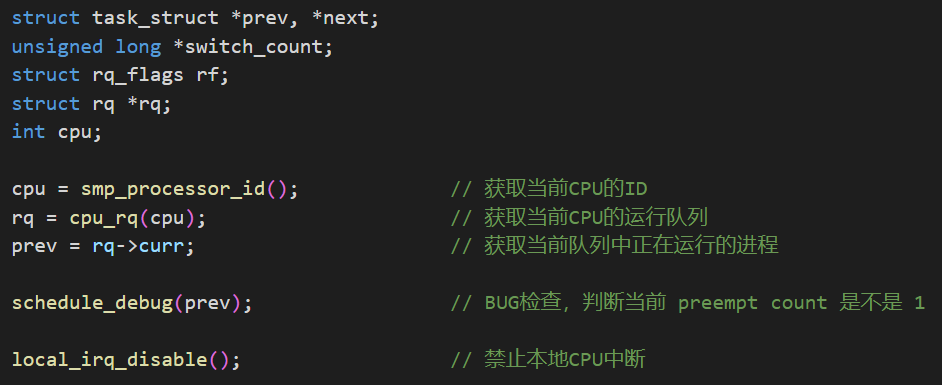 struct task_struct *prev, *next;
unsigned long *switch_count;
struct rq_flags rf;
struct rq *rq;
int cpu;
cpu = smp_processor_id(); // 获取当前CPU的ID
rq = cpu_rq(cpu); // 获取当前CPU的运行队列
prev = rq->curr; // 获取当前队列中正在运行的进程
schedule_debug(prev); // BUG检查，判断当前 preempt count 是不是 1
local_irq_disable(); // 禁止本地CPU中断